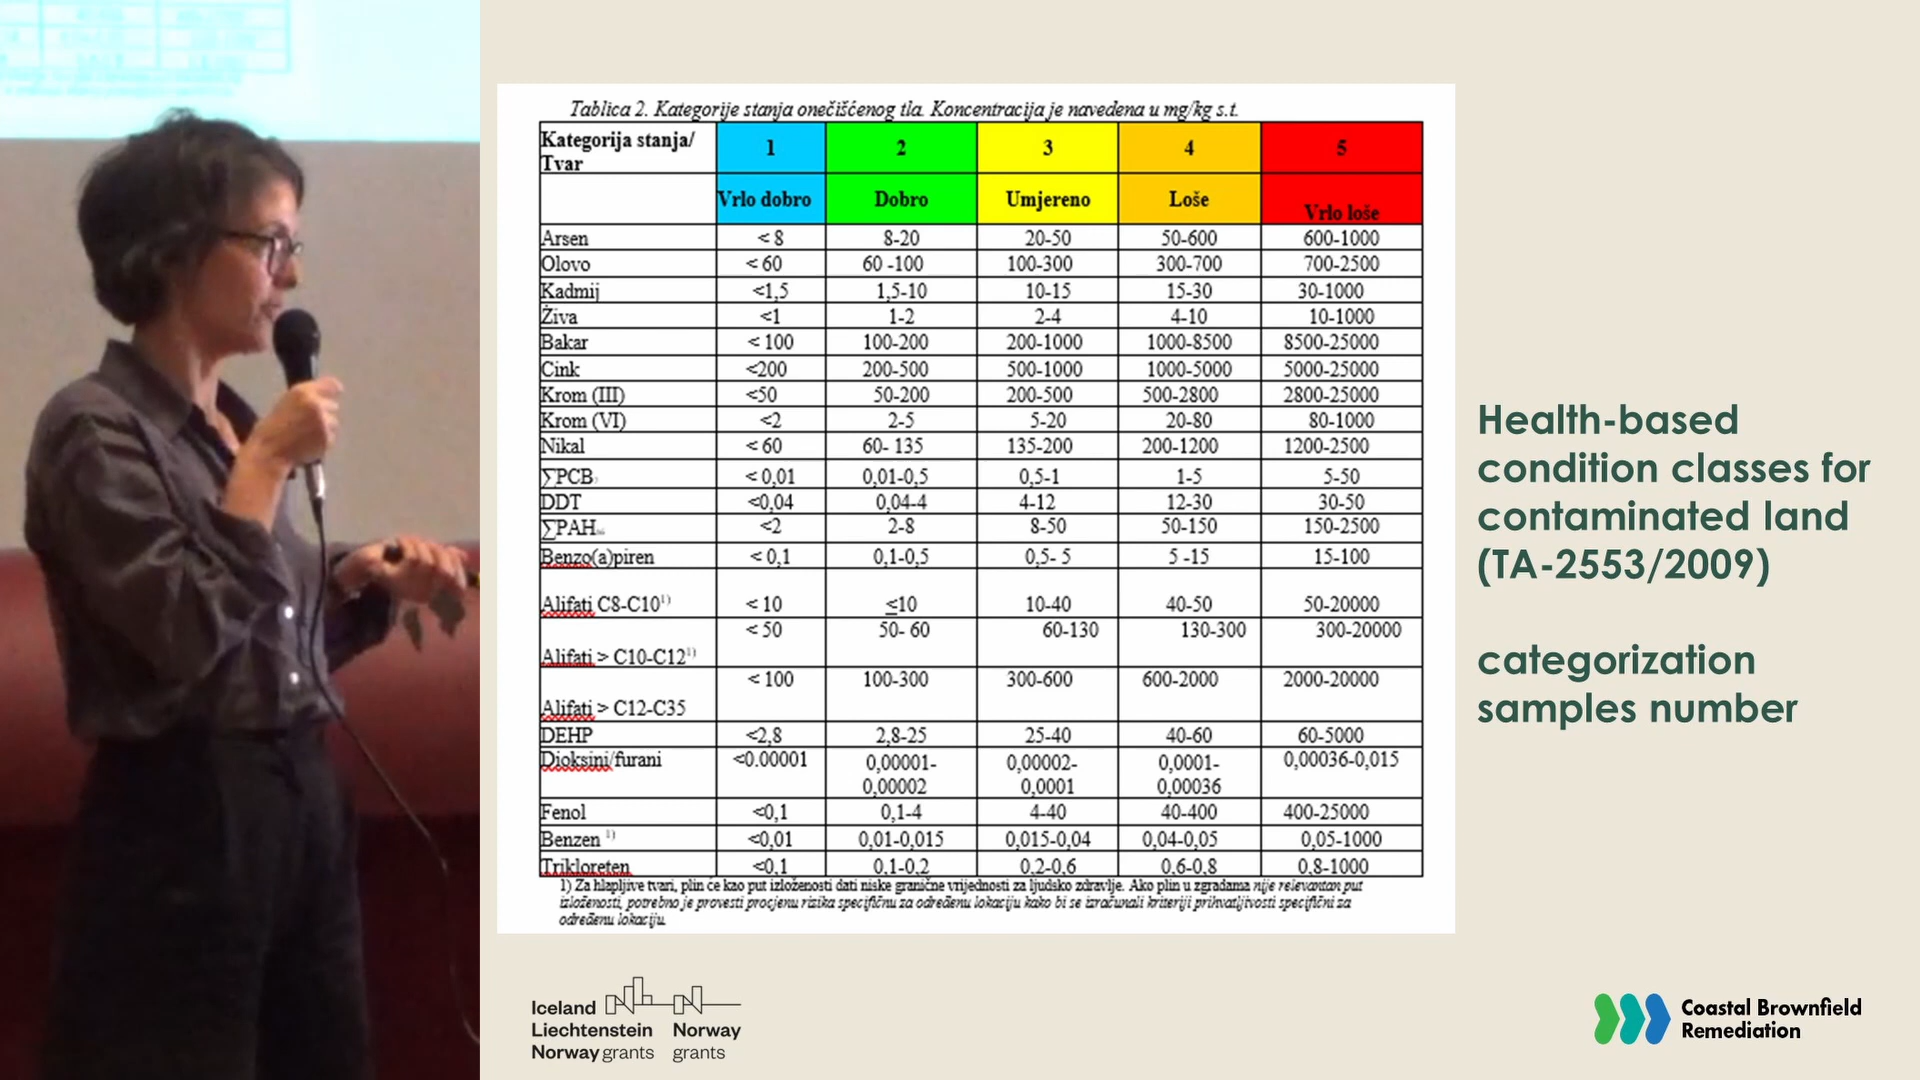 Tablica 2. Kategorije stanja onečišćenog tla. Koncentracija je navedena u mg/kg s.t.
Kategorija stanja/ Tvar 1 2 3 4 5
Vrlo dobro Dobro Umjereno Loše Vrlo loše
Arsen < 8 8-20 20-50 50-600 600-1000
Olovo < 60 60 -100 100-300 300-700 700-2500
Kadmij <1,5 1,5-10 10-15 15-30 30-1000
Živa <1 1-2 2-4 4-10 10-1000
Bakar < 100 100-200 200-1000 1000-8500 8500-25000
Cink <200 200-500 500-1000 1000-5000 5000-25000
Krom (III) <50 50-200 200-500 500-2800 2800-25000
Krom (VI) <2 2-5 5-20 20-80 80-1000
Nikal < 60 60- 135 135-200 200-1200 1200-2500
∑PCB < 0,01 0,01-0,5 0,5-1 1-5 5-50
DDT <0,04 0,04-4 4-12 12-30 30-50
∑PAH <2 2-8 8-50 50-150 150-2500
Benzo(a)piren < 0,1 0,1-0,5 0,5- 5 5 -15 15-100
Alifati C8-C10¹⁾ < 10 ≤10 10-40 40-50 50-20000
Alifati > C10-C12¹⁾ < 50 50- 60 60-130 130-300 300-20000
Alifati > C12-C35 < 100 100-300 300-600 600-2000 2000-20000
DEHP <2,8 2,8-25 25-40 40-60 60-5000
Dioksini/furani <0.00001 0,00001-0,00002 0,00002-0,0001 0,0001-0,00036 0,00036-0,015
Fenol <0,1 0,1-4 4-40 40-400 400-25000
Benzen ¹⁾ <0,01 0,01-0,015 0,015-0,04 0,04-0,05 0,05-1000
Trikloreten <0,1 0,1-0,2 0,2-0,6 0,6-0,8 0,8-1000
1) Za hlapljive tvari, plin će kao put izloženosti dati niske granične vrijednosti za ljudsko zdravlje. Ako plin u zgradama nije relevantan put
izloženosti, potrebno je provesti procjenu rizika specifičnu za određenu lokaciju kako bi se izračunali kriteriji prihvatljivosti specifični za
određenu lokaciju.
Health-based
condition classes for
contaminated land
(TA-2553/2009)
categorization
samples number
Iceland
Liechtenstein
Norway grants
Norway
grants
Coastal Brownfield
Remediation